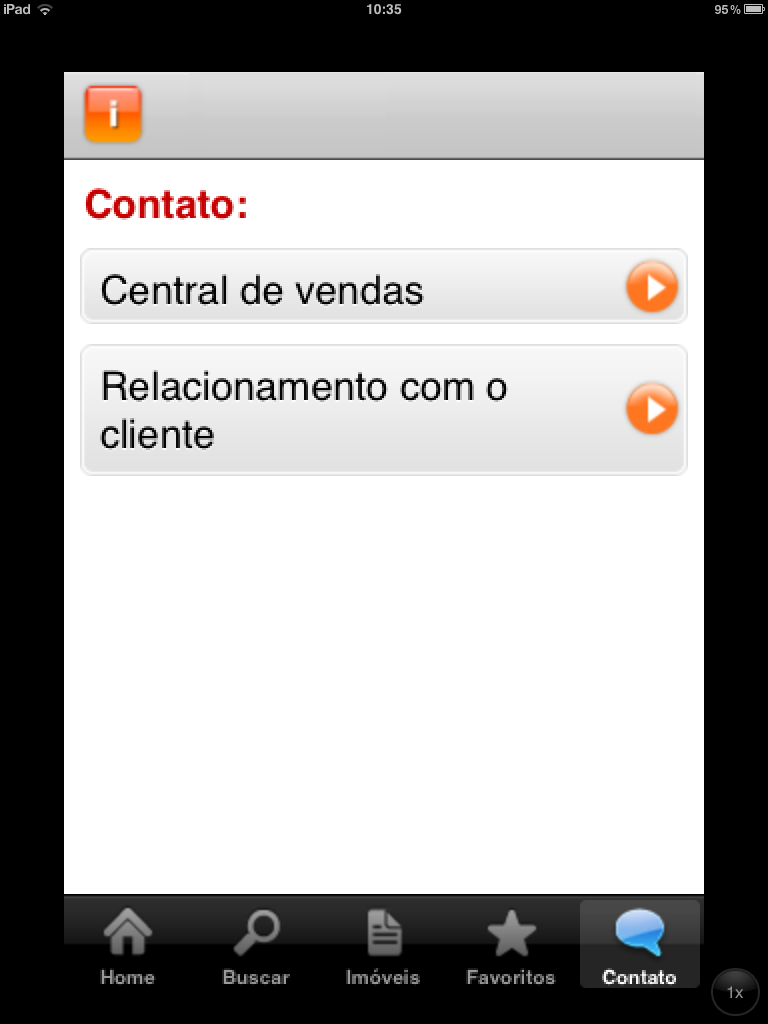 iPad 10:35 95%
i
Contato:
Central de vendas
Relacionamento com o
cliente
Home Buscar Imóveis Favoritos Contato
1x